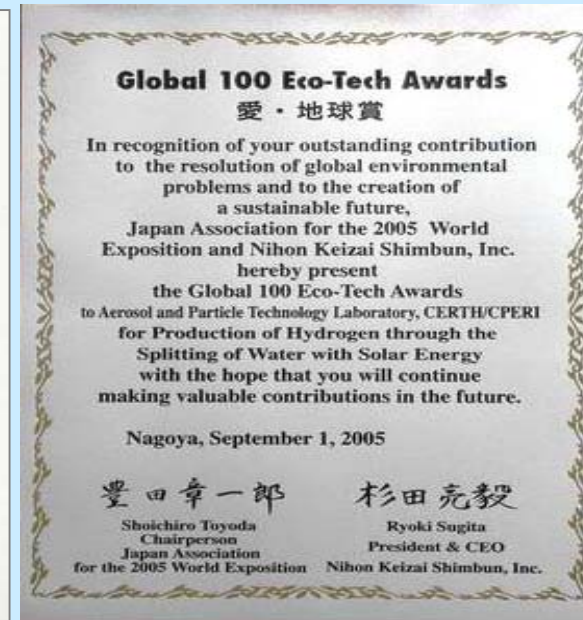 Global 100 Eco-Tech Awards
愛・地球賞
In recognition of your outstanding contribution
to the resolution of global environmental
problems and to the creation of
a sustainable future,
Japan Association for the 2005 World
Exposition and Nihon Keizai Shimbun, Inc.
hereby present
the Global 100 Eco-Tech Awards
to Aerosol and Particle Technology Laboratory, CERTH/CPERI
for Production of Hydrogen through the
Splitting of Water with Solar Energy
with the hope that you will continue
making valuable contributions in the future.
Nagoya, September 1, 2005
豊田章一郎
Shoichiro Toyoda
Chairperson
Japan Association
for the 2005 World Exposition
杉田亮毅
Ryoki Sugita
President & CEO
Nihon Keizai Shimbun, Inc.